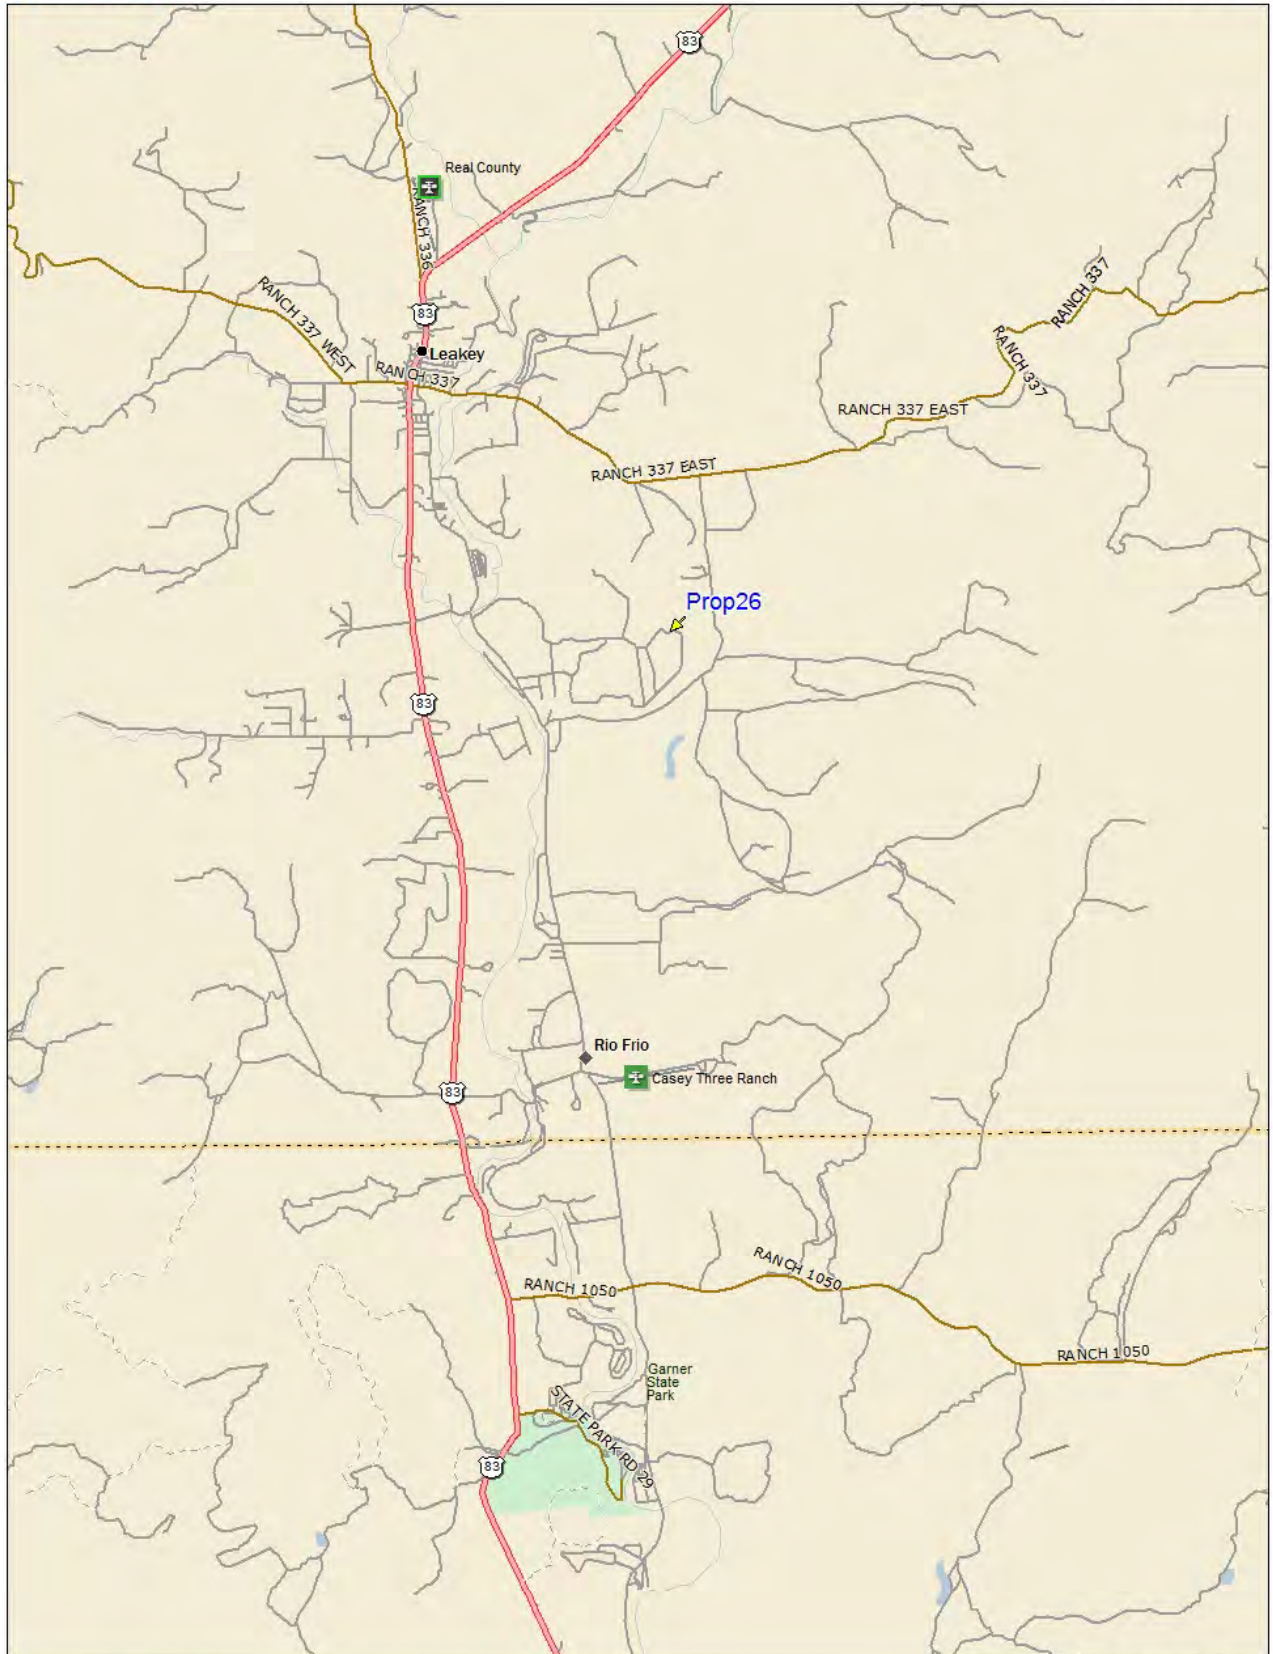 83
Real County
RANCH 336
RANCH 337
RANCH 337 WEST
83
RANCH 337
Leakey
RANCH 337
RANCH 337 EAST
RANCH 337 EAST
Prop26
83
Rio Frio
Casey Three Ranch
83
RANCH 1050
RANCH 1050
RANCH 1050
Garner
State
Park
STATE PARK RD 29
83